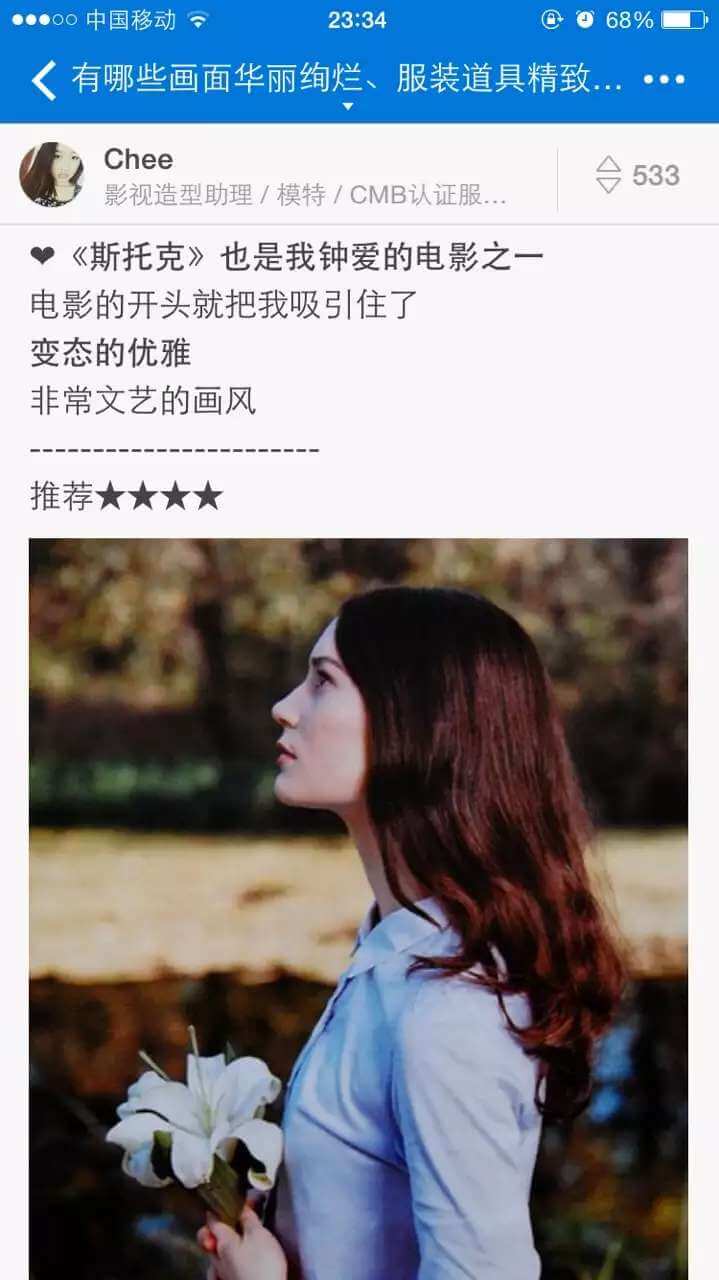 中国移动
23:34
68%
有哪些画面华丽绚烂、服装道具精致...
Chee
影视造型助理 / 模特 / CMB认证服...
533
❤《斯托克》也是我钟爱的电影之一
电影的开头就把我吸引住了
变态的优雅
非常文艺的画风
-----------------------
推荐★★★★